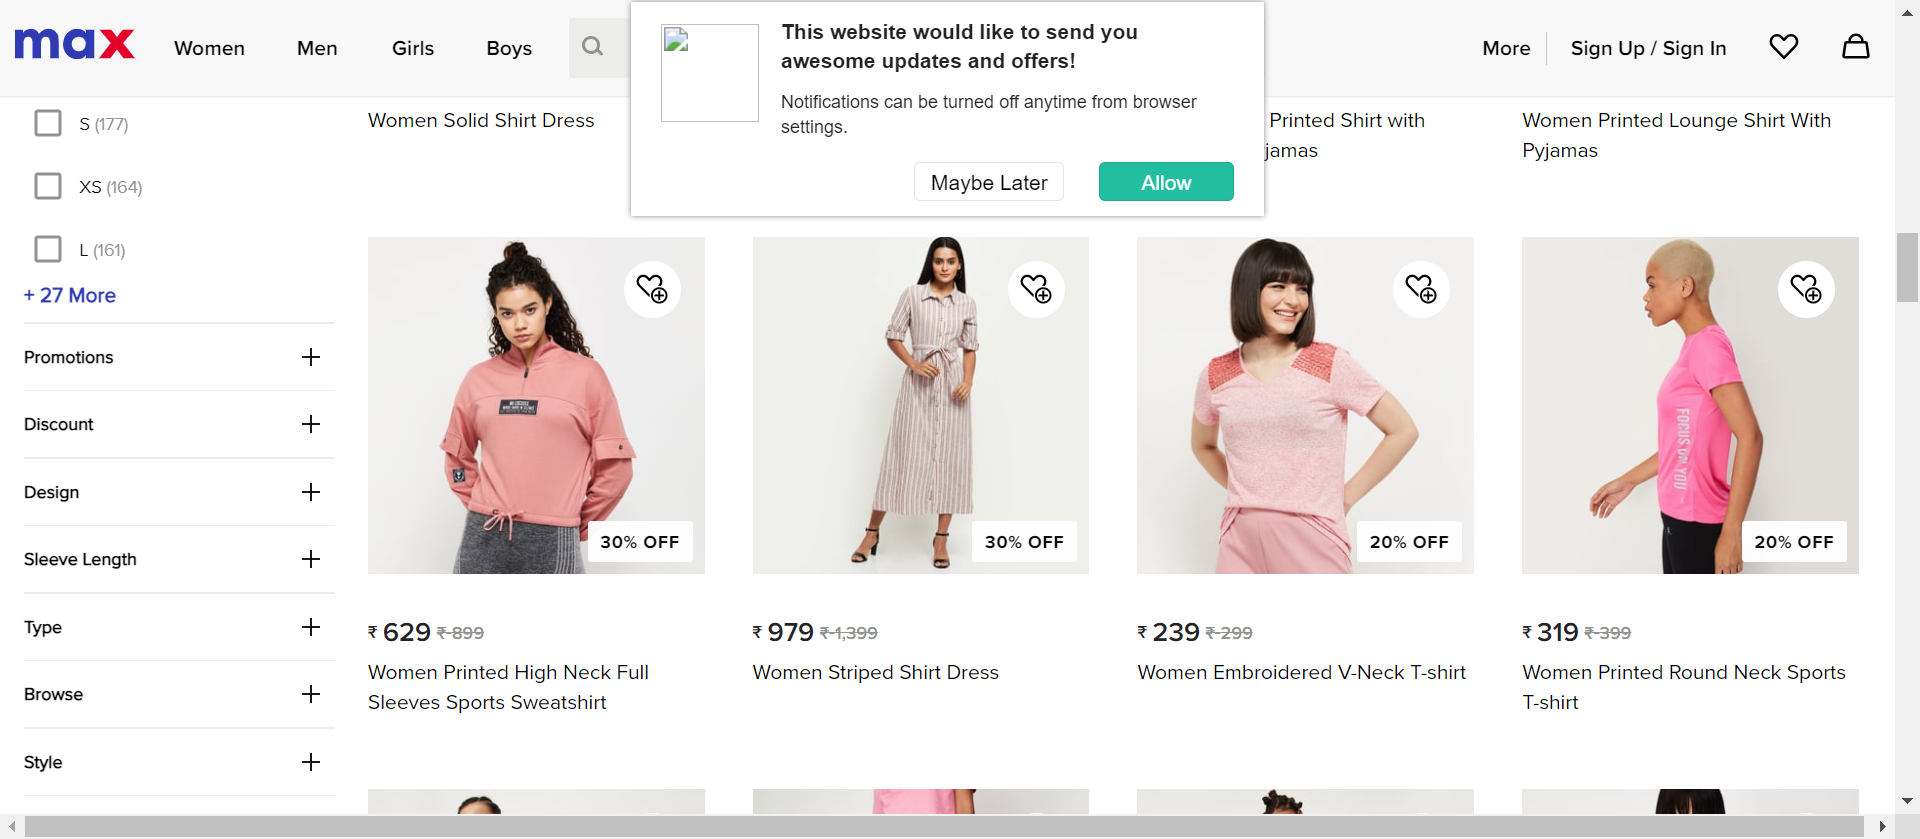 max
Women
Men
Girls
Boys
This website would like to send you
awesome updates and offers!
Notifications can be turned off anytime from browser
settings.
Maybe Later
Allow
More
Sign Up / Sign In
S (177)
XS (164)
L (161)
+ 27 More
Promotions
Discount
Design
Sleeve Length
Type
Browse
Style
Women Solid Shirt Dress
Printed Shirt with
jamas
Women Printed Lounge Shirt With
Pyjamas
30% OFF
30% OFF
20% OFF
FOCUS ON YOU
20% OFF
₹ 629 ₹ 899
Women Printed High Neck Full
Sleeves Sports Sweatshirt
₹ 979 ₹ 1,399
Women Striped Shirt Dress
₹ 239 ₹ 299
Women Embroidered V-Neck T-shirt
₹ 319 ₹ 399
Women Printed Round Neck Sports
T-shirt